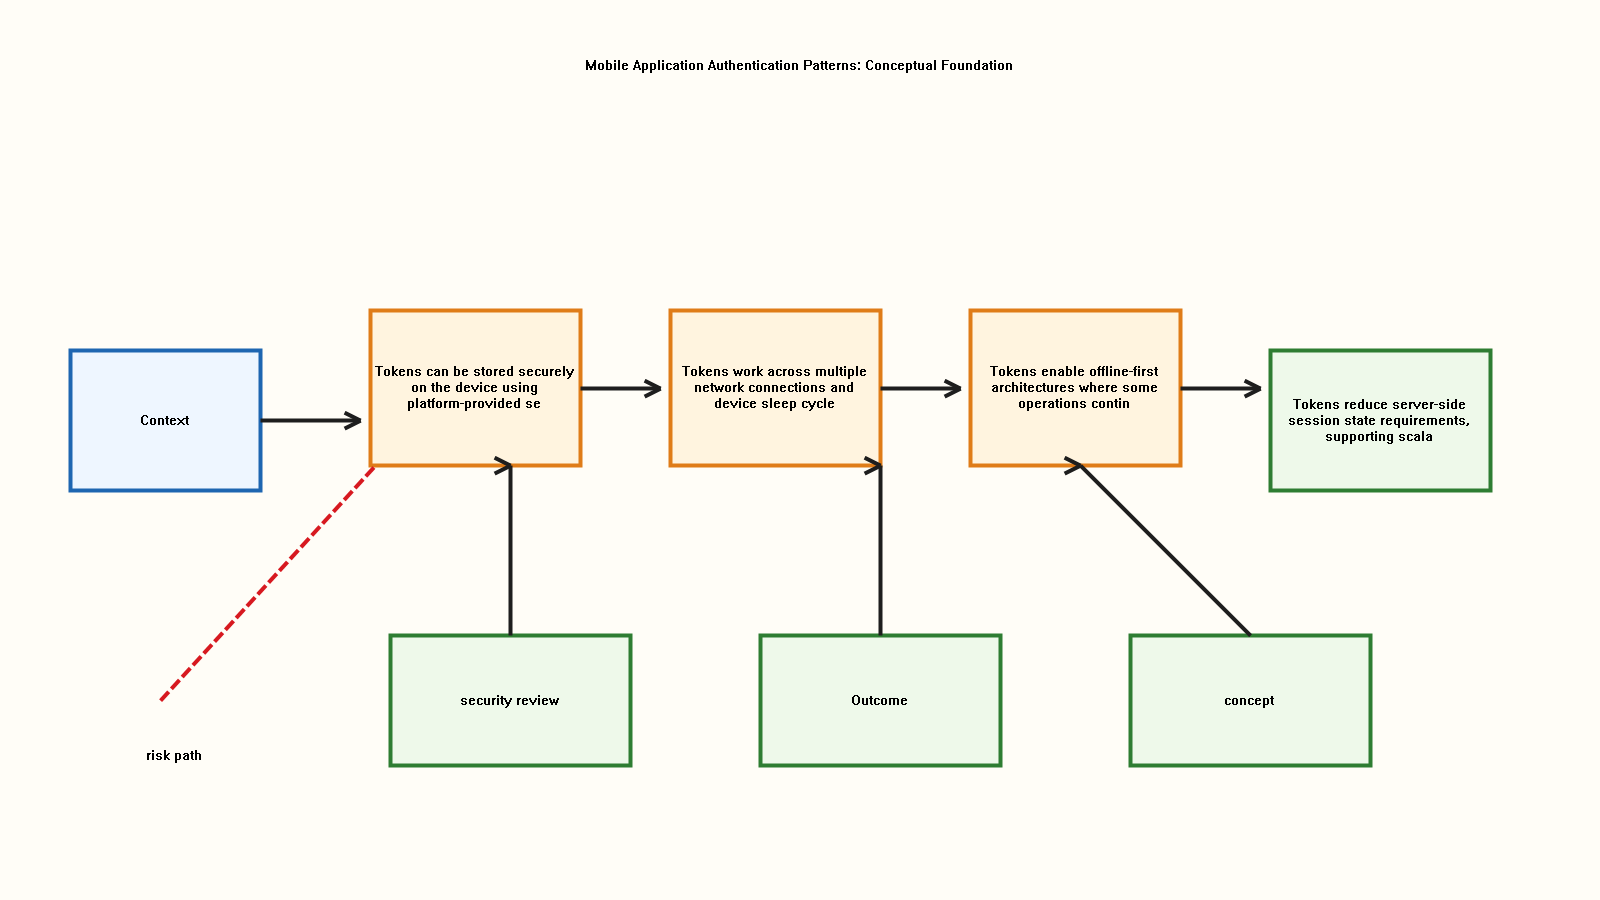 Mobile Application Authentication Patterns: Conceptual Foundation
Context
Tokens can be stored securely
on the device using
platform-provided se
Tokens work across multiple
network connections and
device sleep cycle
Tokens enable offline-first
architectures where some
operations contin
Tokens reduce server-side
session state requirements,
supporting scala
security review
Outcome
concept
risk path